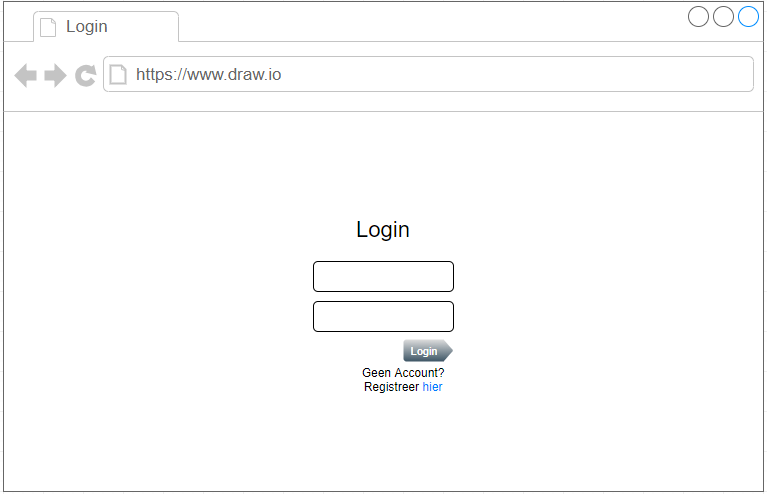 Login
https://www.draw.io
Login
Login
Geen Account?
Registreer hier